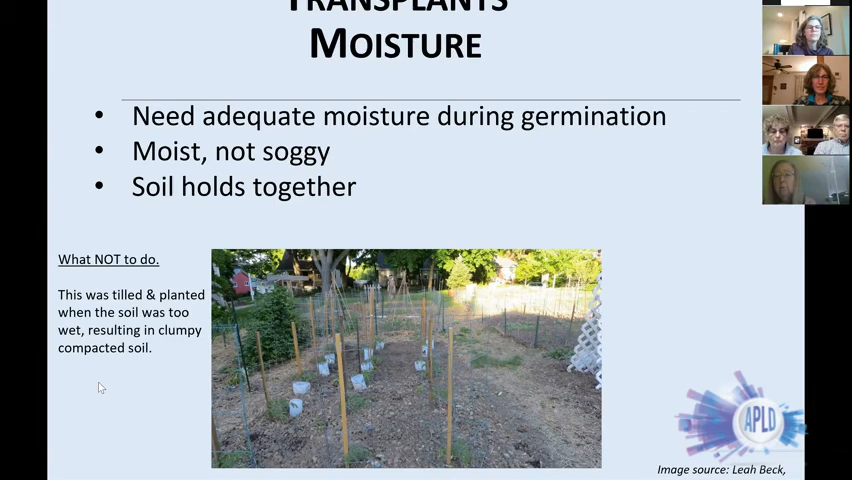 TRANSPLANTS
MOISTURE
• Need adequate moisture during germination
• Moist, not soggy
• Soil holds together
What NOT to do.
This was tilled & planted
when the soil was too
wet, resulting in clumpy
compacted soil.
APLD
Image source: Leah Beck,